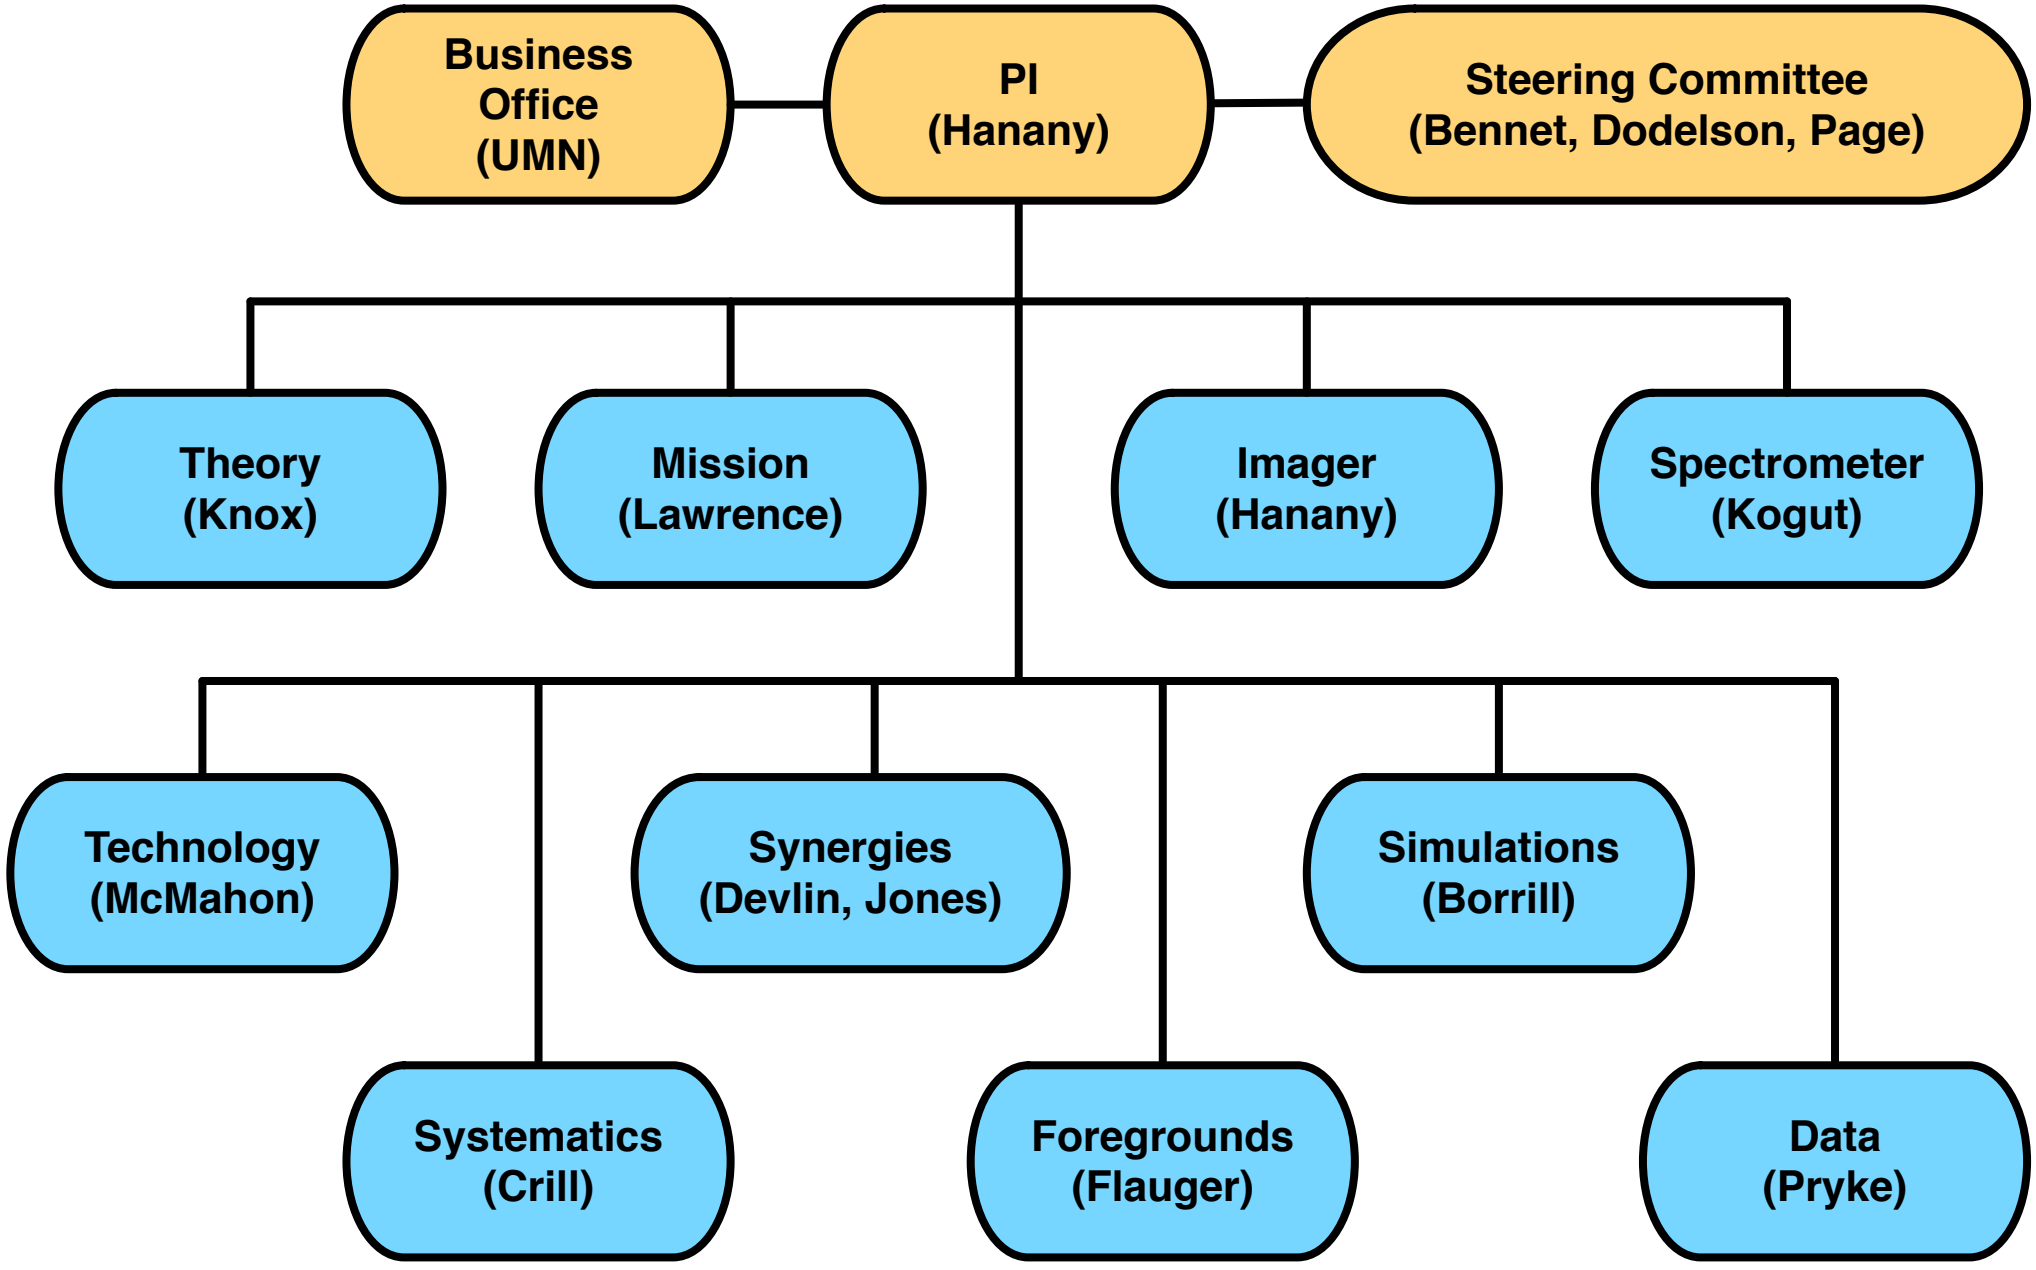 Business
Office
(UMN)
PI
(Hanany)
Steering Committee
(Bennet, Dodelson, Page)
Theory
(Knox)
Mission
(Lawrence)
Imager
(Hanany)
Spectrometer
(Kogut)
Technology
(McMahon)
Synergies
(Devlin, Jones)
Simulations
(Borrill)
Systematics
(Crill)
Foregrounds
(Flauger)
Data
(Pryke)